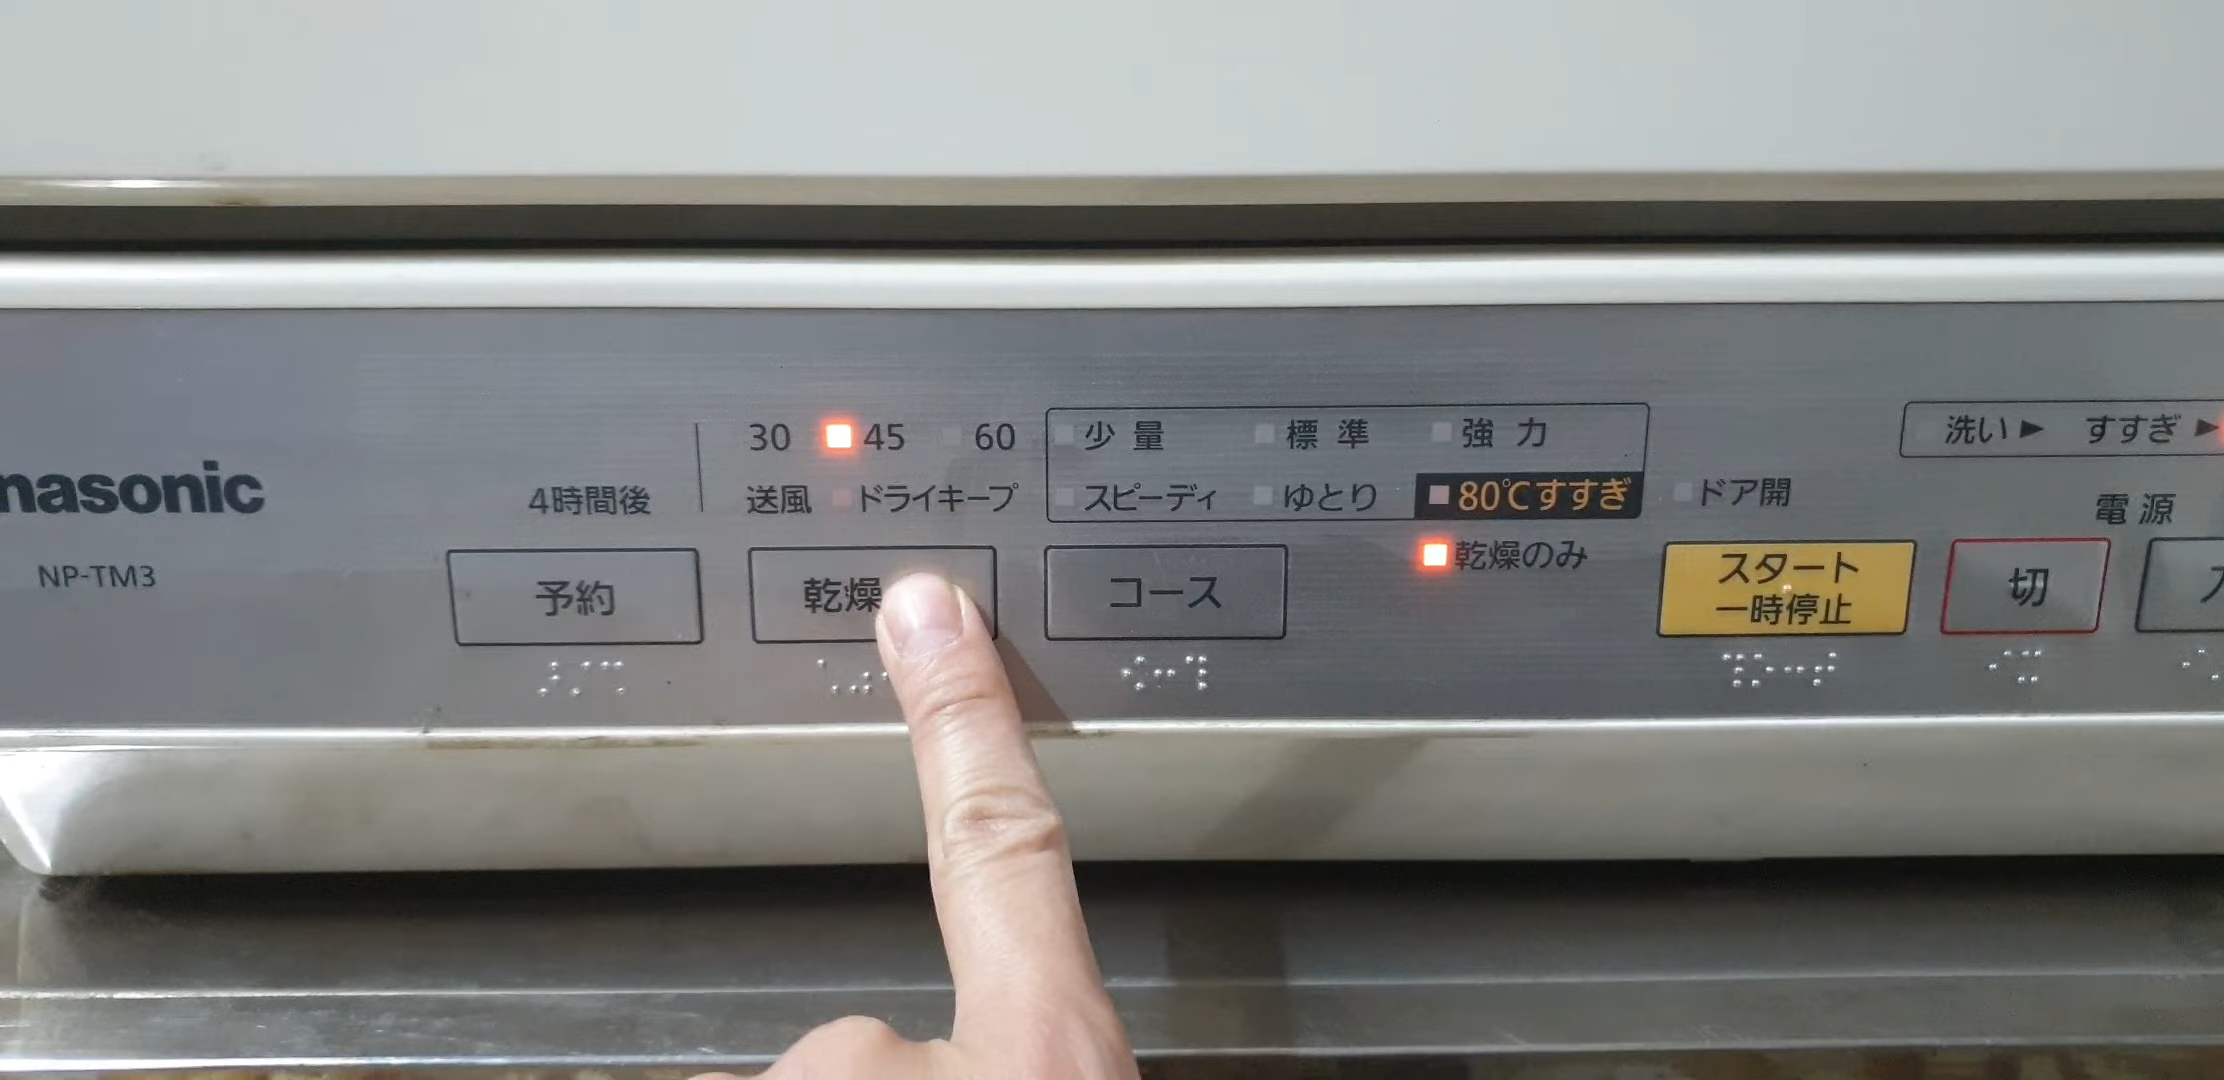 nasonic
NP-TM3
4時間後
予約
30 45 60
送風 ドライキープ
乾燥
少量 標準 強力
スピーディ ゆとり 80℃すすぎ
コース
乾燥のみ
ドア開
スタート
一時停止
洗い▶ すすぎ▶
電源
切